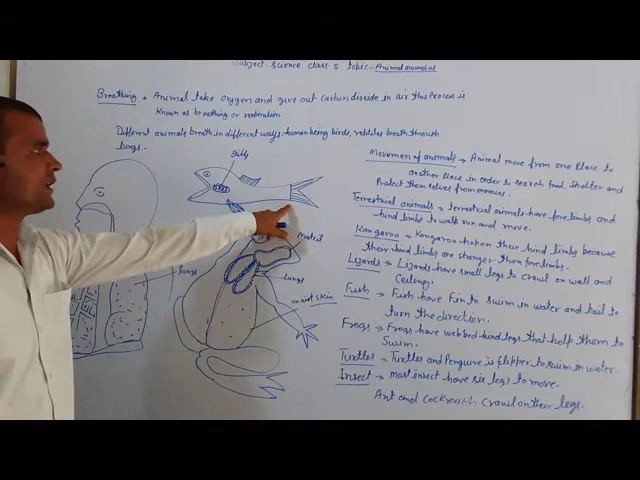 Subject Science class 5 topic - Animal around us
Breathing → Animal take oxygen and give out carbondioxide in air this Process is
Known as breathing or respiration
Different animals breath in different ways, human being birds, reptiles breath through
lungs.-
gills
Nostril
lungs
lungs
moist skin
Movemen of animals → Animal move from one place to
another place in order to search food, shelter and
Protect them selves from enemies.
Terrestrial animals → terrestrial animals have forelimbs and
hind limbs to walk run and move.
Kangaroo → Kangaroo hop on their hind limbs because
their hind limbs are stronger than forelimbs.
Lizards → Lizards have small legs to crawl on wall and
Ceiling.
Fish → Fish have Fin to Swim in water and tail to
turn the direction.
Frogs → Frogs have webbed hind legs that help them to
Swim.
Turtles → Turtles and Penguine is flipper to swim in water.
Insect → most insect have six legs to move.
Ant and Cockroach Crawl on their legs.